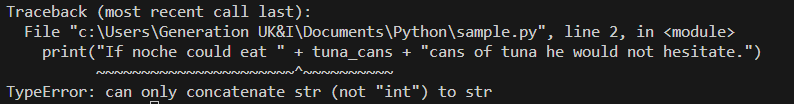 Traceback (most recent call last):
  File "c:\Users\Generation UK&I\Documents\Python\sample.py", line 2, in <module>
    print("If noche could eat " + tuna_cans + "cans of tuna he would not hesitate.")
          ~~~~~~~~~~~~~~~~~~~~~~^~~~~~~~~~~
TypeError: can only concatenate str (not "int") to str